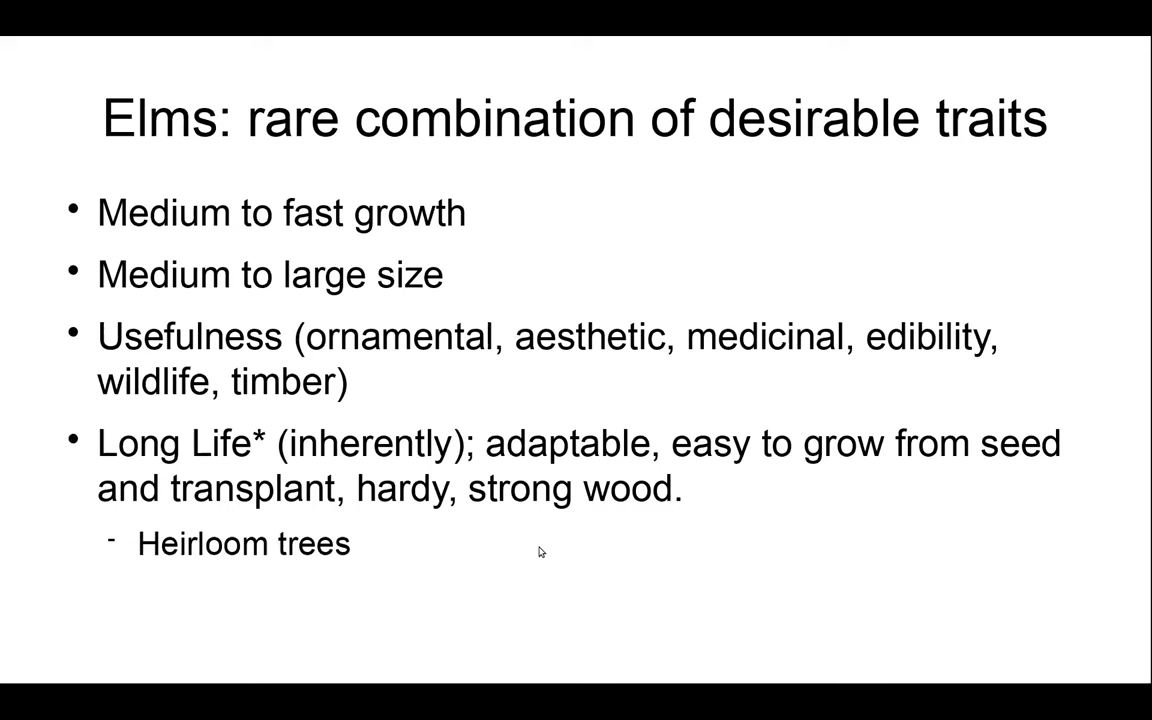 Elms: rare combination of desirable traits
• Medium to fast growth
• Medium to large size
• Usefulness (ornamental, aesthetic, medicinal, edibility,
wildlife, timber)
• Long Life* (inherently); adaptable, easy to grow from seed
and transplant, hardy, strong wood.
- Heirloom trees